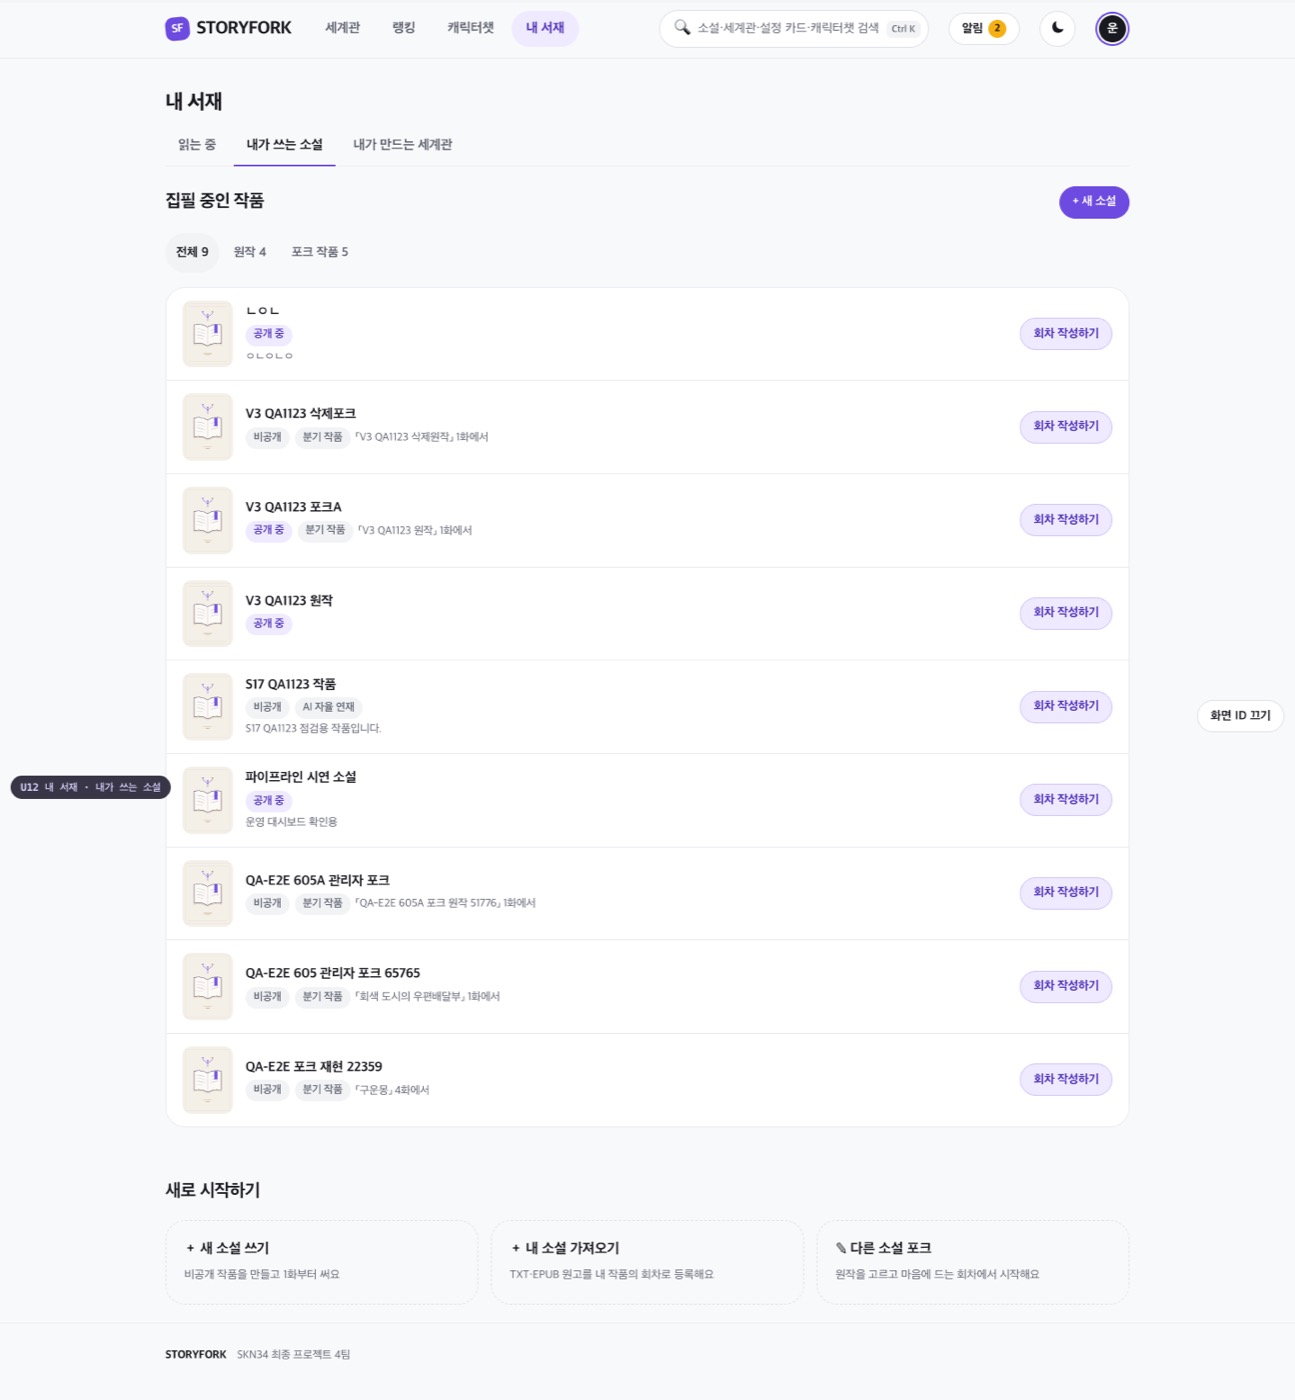 SF STORYFORK 세계관 랭킹 캐릭터챗 내 서재 소설·세계관·설정 카드·캐릭터챗 검색 Ctrl K 알림 2 운
내 서재
읽는 중 내가 쓰는 소설 내가 만드는 세계관
집필 중인 작품 + 새 소설
전체 9 원작 4 포크 작품 5
ㄴㅇㄴ
공개 중
ㅇㄴㅇㄴㅇ
회차 작성하기
V3 QA1123 삭제포크
비공개 분기 작품 「V3 QA1123 삭제원작」 1화에서
회차 작성하기
V3 QA1123 포크A
공개 중 분기 작품 「V3 QA1123 원작」 1화에서
회차 작성하기
V3 QA1123 원작
공개 중
회차 작성하기
S17 QA1123 작품
비공개 AI 자율 연재
S17 QA1123 점검용 작품입니다.
회차 작성하기
화면 ID 끄기
파이프라인 시연 소설
공개 중
운영 대시보드 확인용
회차 작성하기
U12 내 서재 · 내가 쓰는 소설
QA-E2E 605A 관리자 포크
비공개 분기 작품 「QA-E2E 605A 포크 원작 51776」 1화에서
회차 작성하기
QA-E2E 605 관리자 포크 65765
비공개 분기 작품 「회색 도시의 우편배달부」 1화에서
회차 작성하기
QA-E2E 포크 재현 22359
비공개 분기 작품 「구운몽」 4화에서
회차 작성하기
새로 시작하기
+ 새 소설 쓰기
비공개 작품을 만들고 1화부터 써요
+ 내 소설 가져오기
TXT·EPUB 원고를 내 작품의 회차로 등록해요
✎ 다른 소설 포크
원작을 고르고 마음에 드는 회차에서 시작해요
STORYFORK SKN34 최종 프로젝트 4팀